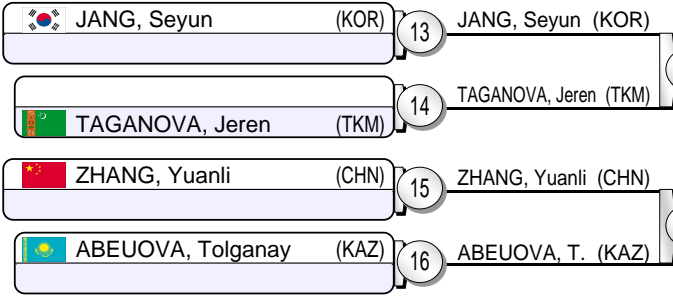 JANG, Seyun (KOR)
13
JANG, Seyun (KOR)
14
TAGANOVA, Jeren (TKM)
TAGANOVA, Jeren (TKM)
ZHANG, Yuanli (CHN)
15
ZHANG, Yuanli (CHN)
ABEUOVA, Tolganay (KAZ)
16
ABEUOVA, T. (KAZ)